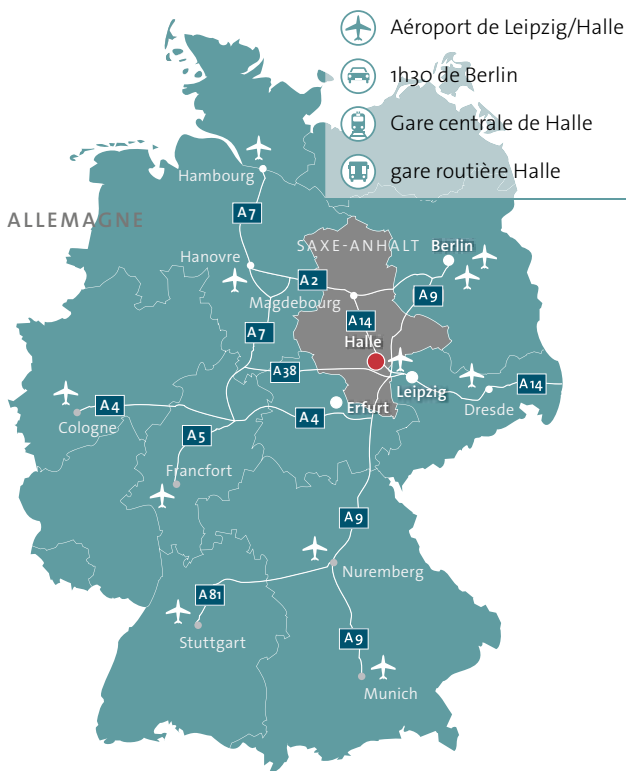 Aéroport de Leipzig/Halle
1h30 de Berlin
Gare centrale de Halle
gare routière Halle
Hambourg
A7
ALLEMAGNE
SAXE-ANHALT
Berlin
Hanovre
A2
A9
Magdebourg
A14
A7
Halle
A38
Leipzig
A14
A4
Erfurt
Dresde
Cologne
A4
A5
Francfort
A9
Nuremberg
A81
Stuttgart
A9
Munich